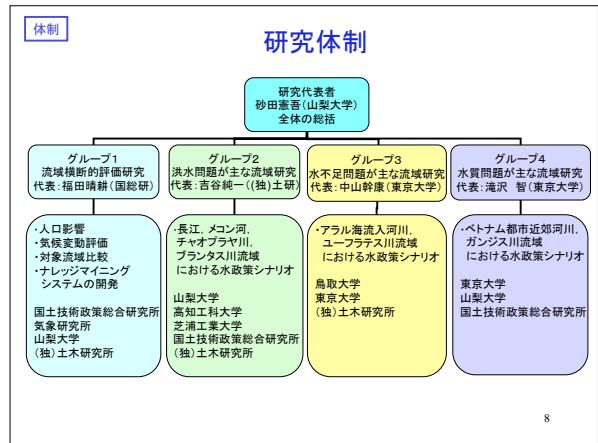 体制
研究体制
研究代表者
砂田憲吾(山梨大学)
全体の総括
グループ1
流域横断的評価研究
代表：福田晴耕(国総研)
グループ2
洪水問題が主な流域研究
代表：吉谷純一((独)土研)
グループ3
水不足問題が主な流域研究
代表：中山幹康(東京大学)
グループ4
水質問題が主な流域研究
代表：滝沢 智(東京大学)
・人口影響
・気候変動評価
・対象流域比較
・ナレッジマイニング
システムの開発
国土技術政策総合研究所
気象研究所
山梨大学
(独)土木研究所
・長江，メコン河，
チャオプラヤ川，
ブランタス川流域
における水政策シナリオ
山梨大学
高知工科大学
芝浦工業大学
国土技術政策総合研究所
(独)土木研究所
・アラル海流入河川，
ユーフラテス川流域
における水政策シナリオ
鳥取大学
東京大学
(独)土木研究所
・ベトナム都市近郊河川，
ガンジス川流域
における水政策シナリオ
東京大学
山梨大学
国土技術政策総合研究所
8